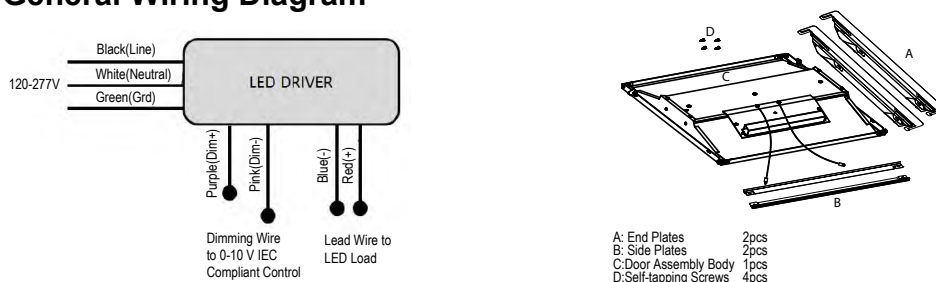 General Wiring Diagram
120-277V
Black(Line)
White(Neutral)
Green(Grd)
LED DRIVER
Purple(Dim+)
Pink(Dim-)
Blue(-)
Red(+)
Dimming Wire
to 0-10 V IEC
Compliant Control
Lead Wire to
LED Load
D
A
C
B
A: End Plates 2pcs
B: Side Plates 2pcs
C:Door Assembly Body 1pcs
D:Self-tapping Screws 4pcs